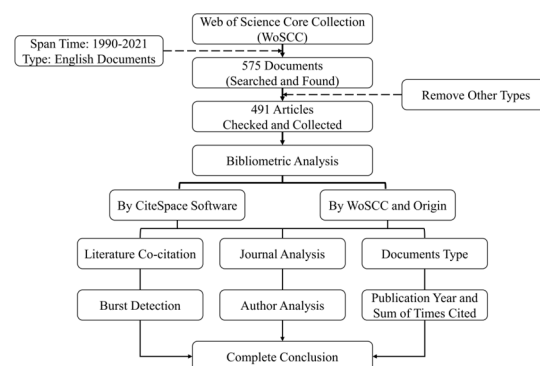 Web of Science Core Collection
(WoSCC)
Span Time: 1990-2021
Type: English Documents
575 Documents
(Searched and Found)
Remove Other Types
491 Articles
Checked and Collected
Bibliometric Analysis
By CiteSpace Software
By WoSCC and Origin
Literature Co-citation
Journal Analysis
Documents Type
Burst Detection
Author Analysis
Publication Year and
Sum of Times Cited
Complete Conclusion